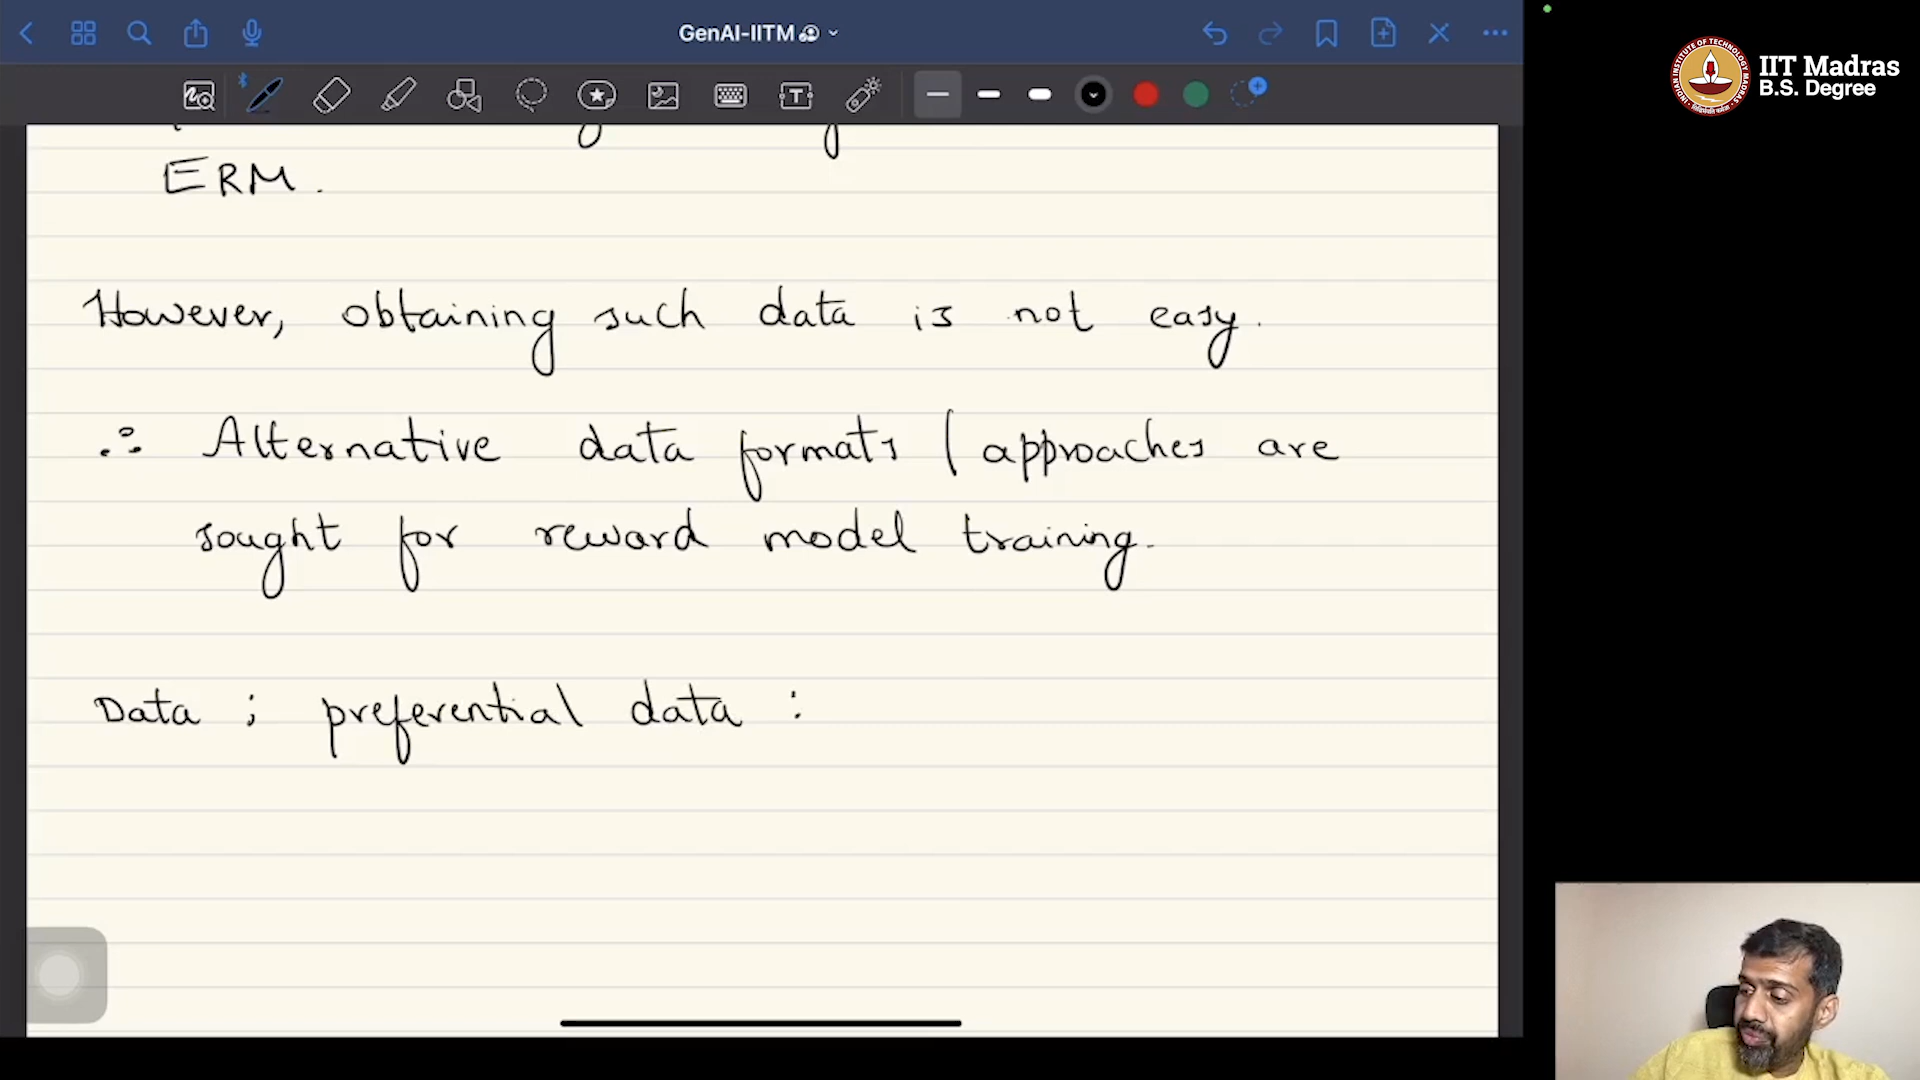 GenAI-IITM
IIT Madras
B.S. Degree
ERM.
However, obtaining such data is not easy.
∴ Alternative data formats / approaches are
sought for reward model training.
Data ; preferential data :